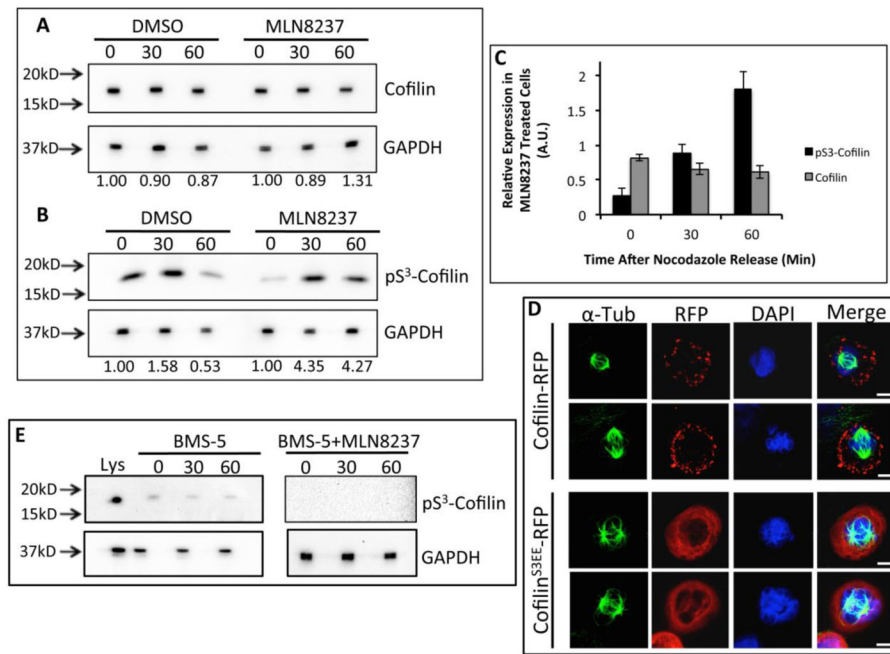 A
DMSO MLN8237
0 30 60 0 30 60
20kD
15kD
Cofilin
37kD
GAPDH
1.00 0.90 0.87 1.00 0.89 1.31
B
DMSO MLN8237
0 30 60 0 30 60
20kD
15kD
pS³-Cofilin
37kD
GAPDH
1.00 1.58 0.53 1.00 4.35 4.27
C
Relative Expression in
MLN8237 Treated Cells
(A.U.)
2
1.5
1
0.5
0
0 30 60
Time After Nocodazole Release (Min)
pS3-Cofilin
Cofilin
D
α-Tub RFP DAPI Merge
Cofilin-RFP
Cofilin^S3EE-RFP
E
BMS-5 BMS-5+MLN8237
Lys 0 30 60 0 30 60
20kD
15kD
pS³-Cofilin
37kD
GAPDH